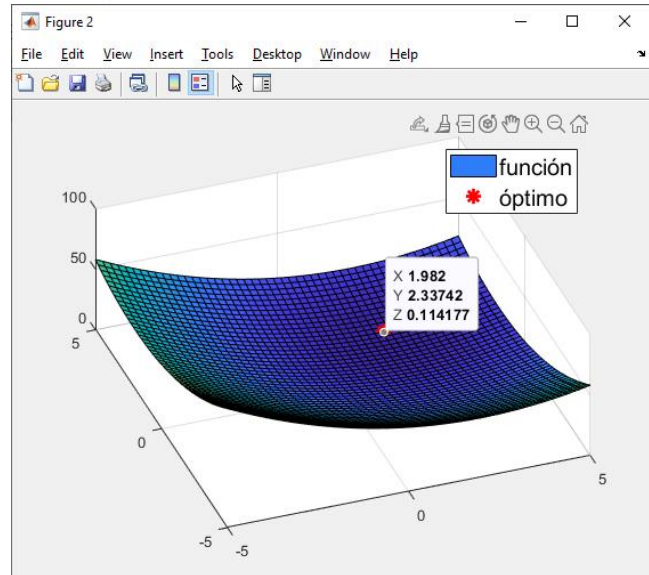 Figure 2
File Edit View Insert Tools Desktop Window Help
función
óptimo
100
50
0
5
0
-5
X 1.982
Y 2.33742
Z 0.114177
-5
0
5